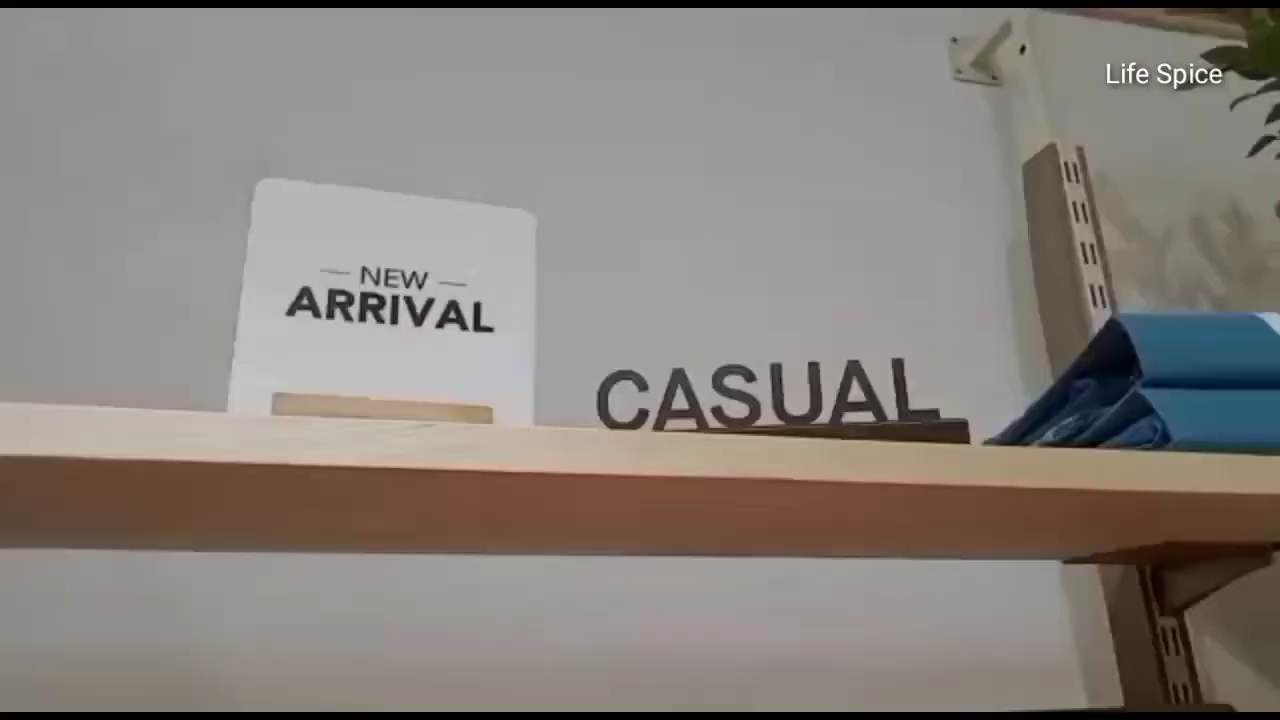 Life Spice
— NEW —
ARRIVAL
CASUAL